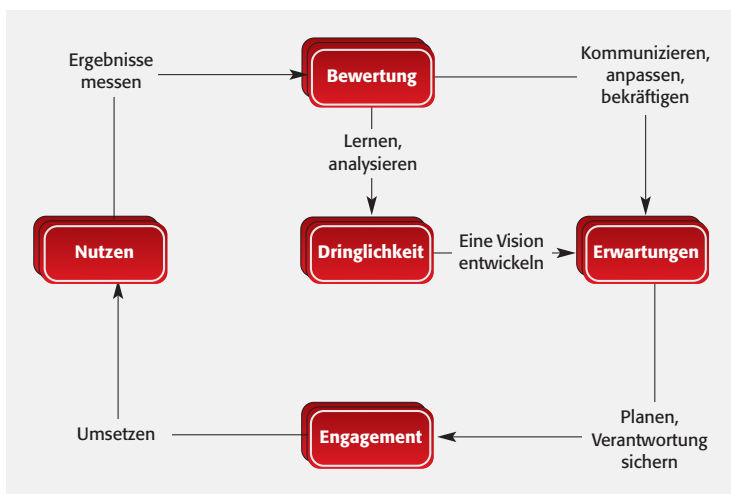 Ergebnisse
messen
Bewertung
Kommunizieren,
anpassen,
bekräftigen
Lernen,
analysieren
Nutzen
Dringlichkeit
Eine Vision
entwickeln
Erwartungen
Umsetzen
Engagement
Planen,
Verantwortung
sichern